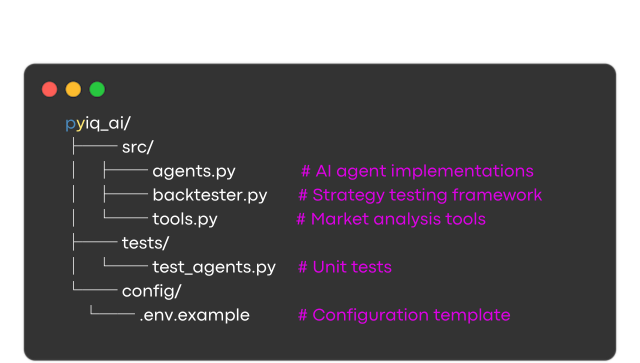 pyiq_ai/
├── src/
│   ├── agents.py # AI agent implementations
│   ├── backtester.py # Strategy testing framework
│   └── tools.py # Market analysis tools
├── tests/
│   └── test_agents.py # Unit tests
└── config/
    └── .env.example # Configuration template